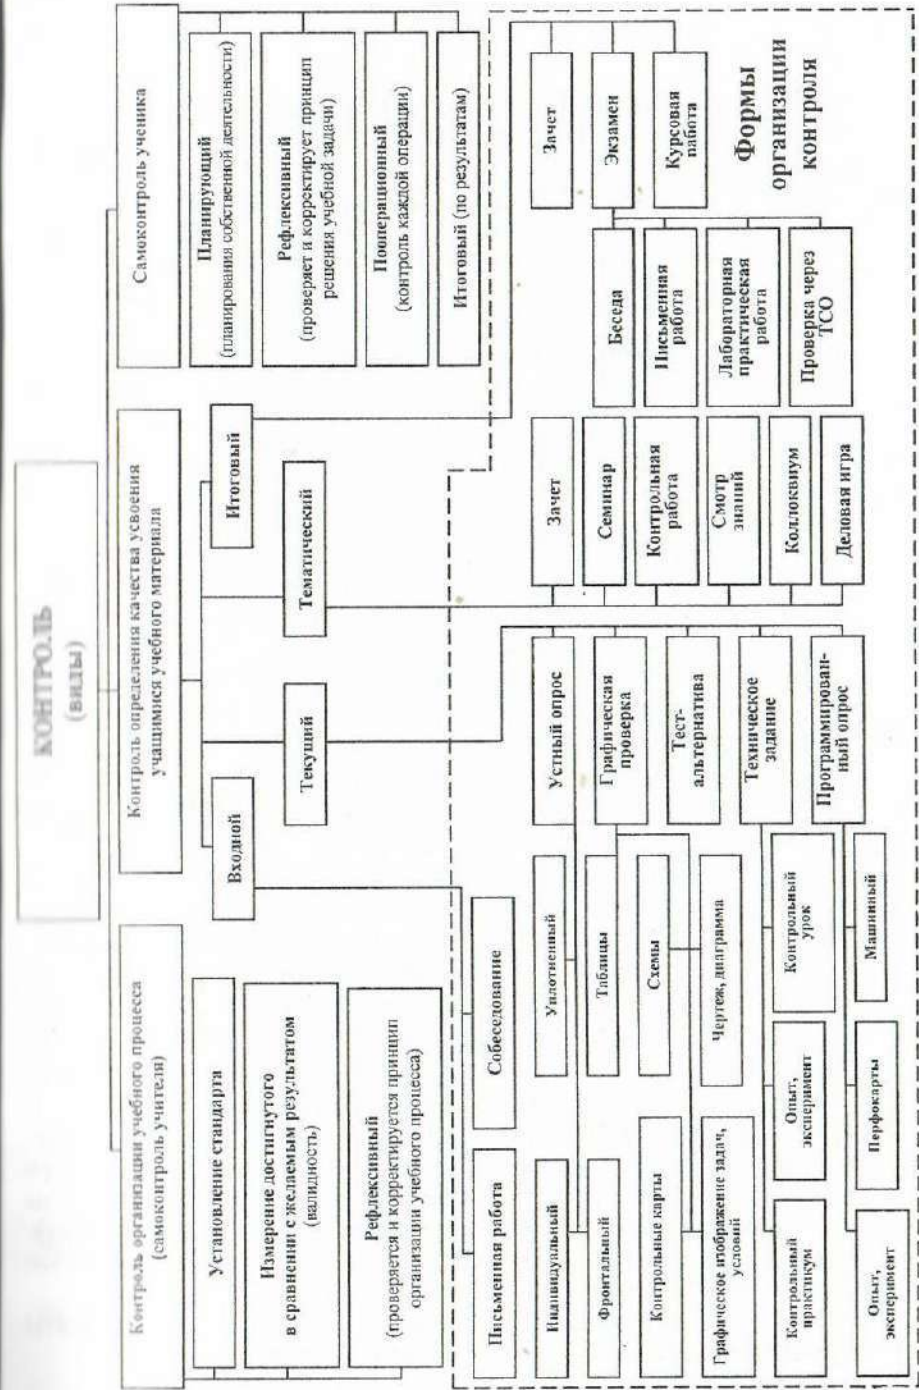 КОНТРОЛЬ
(виды)
Контроль организации учебного процесса
(самоконтроль учителя)
Установление стандарта
Измерение достигнутого
в сравнении с желаемым результатом
(валидность)
Рефлексивный
(проверяется и корректируется принцип
организации учебного процесса)
Контроль определения качества усвоения
учащимися учебного материала
Входной
Текущий
Тематический
Итоговый
Самоконтроль ученика
Планирующий
(планирования собственной деятельности)
Рефлексивный
(проверяет и корректирует принцип
решения учебной задачи)
Пооперационный
(контроль каждой операции)
Итоговый (по результатам)
Письменная работа
Собеседование
Индивидуальный
Уплотненный
Устный опрос
Фронтальный
Таблицы
Графическая
проверка
Контрольные карты
Схемы
Тест-
альтернатива
Графическое изображение задач,
условий
Чертеж, диаграмма
Техническое
задание
Контрольный
практикум
Опыт,
эксперимент
Контрольный
урок
Программирован-
ный опрос
Опыт,
эксперимент
Перфокарты
Машинный
Зачет
Семинар
Контрольная
работа
Смотр
знаний
Коллоквиум
Деловая игра
Беседа
Письменная
работа
Лабораторная
практическая
работа
Проверка через
ТСО
Зачет
Экзамен
Курсовая
работа
Формы
организации
контроля